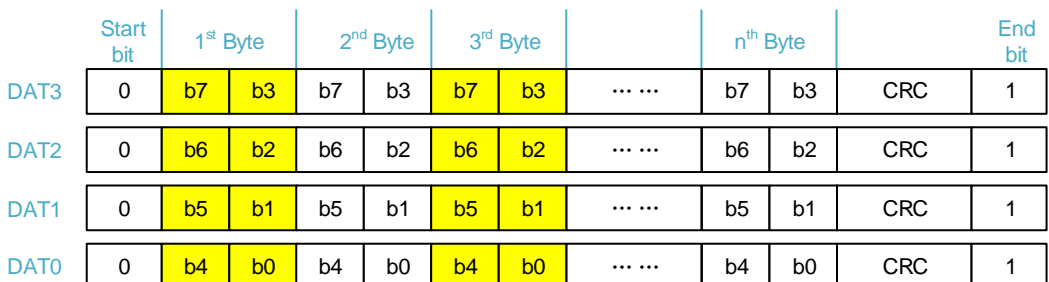 Start bit 1st Byte 2nd Byte 3rd Byte nth Byte End bit
DAT3 0 b7 b3 b7 b3 b7 b3 ... ... b7 b3 CRC 1
DAT2 0 b6 b2 b6 b2 b6 b2 ... ... b6 b2 CRC 1
DAT1 0 b5 b1 b5 b1 b5 b1 ... ... b5 b1 CRC 1
DAT0 0 b4 b0 b4 b0 b4 b0 ... ... b4 b0 CRC 1